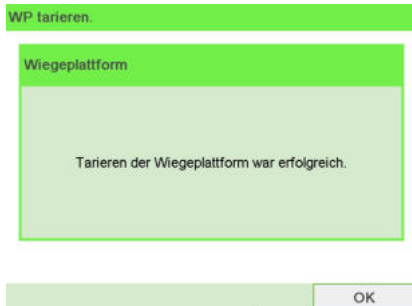 WP tarieren.
Wiegeplattform
Tarieren der Wiegeplattform war erfolgreich.
OK